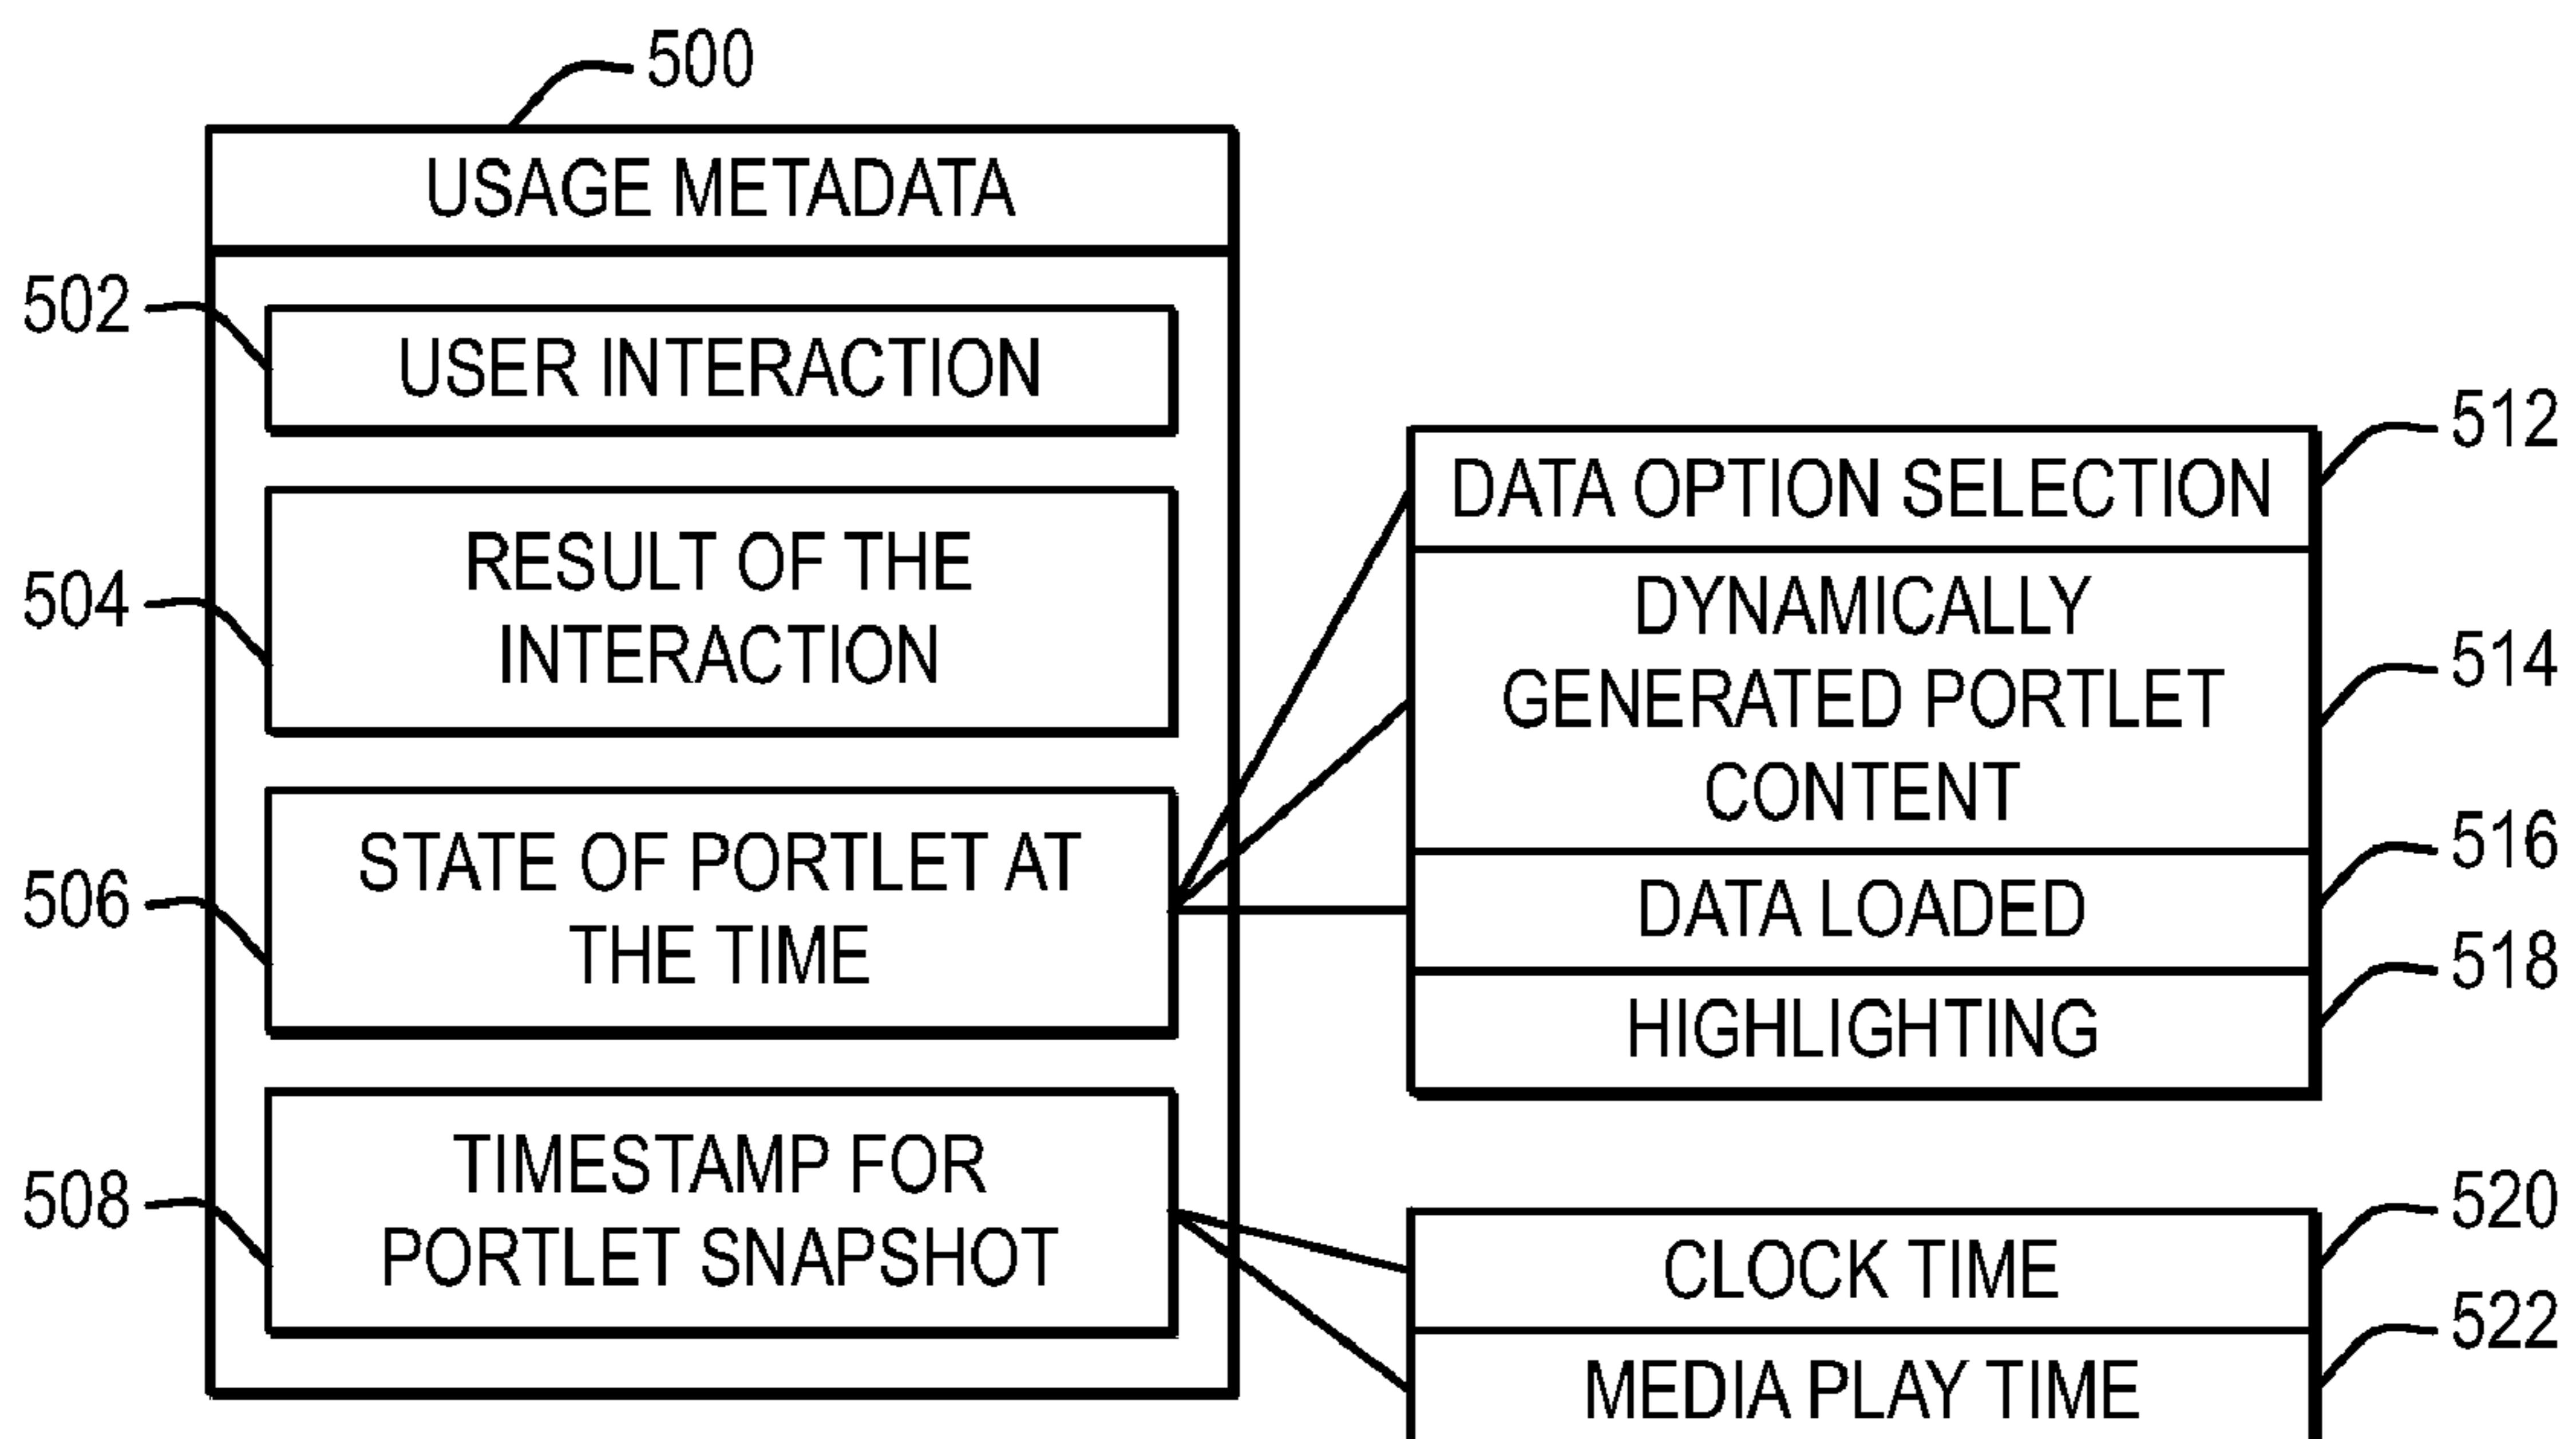 500
USAGE METADATA
502
USER INTERACTION
504
RESULT OF THE
INTERACTION
506
STATE OF PORTLET AT
THE TIME
508
TIMESTAMP FOR
PORTLET SNAPSHOT
512
DATA OPTION SELECTION
514
DYNAMICALLY
GENERATED PORTLET
CONTENT
516
DATA LOADED
518
HIGHLIGHTING
520
CLOCK TIME
522
MEDIA PLAY TIME